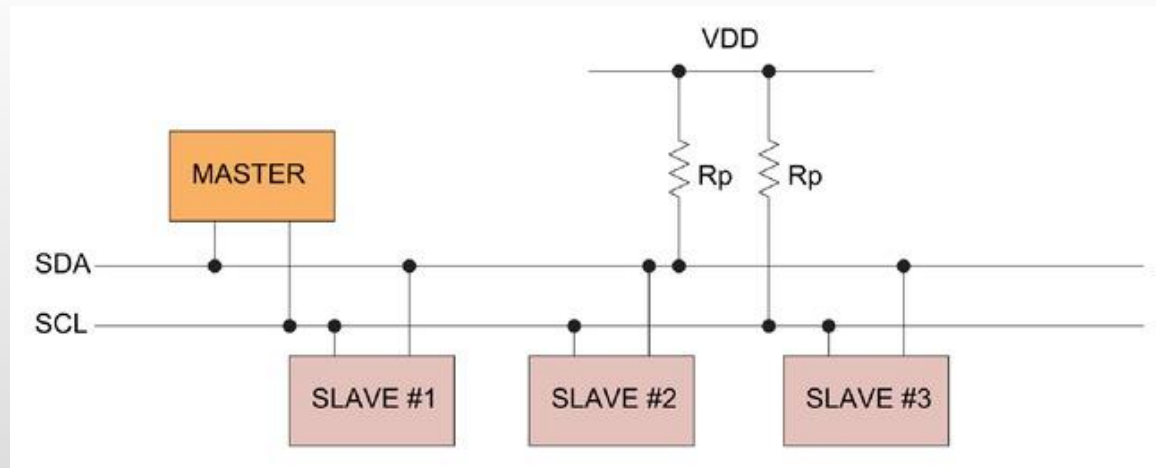 VDD
MASTER
Rp Rp
SDA
SCL
SLAVE #1 SLAVE #2 SLAVE #3